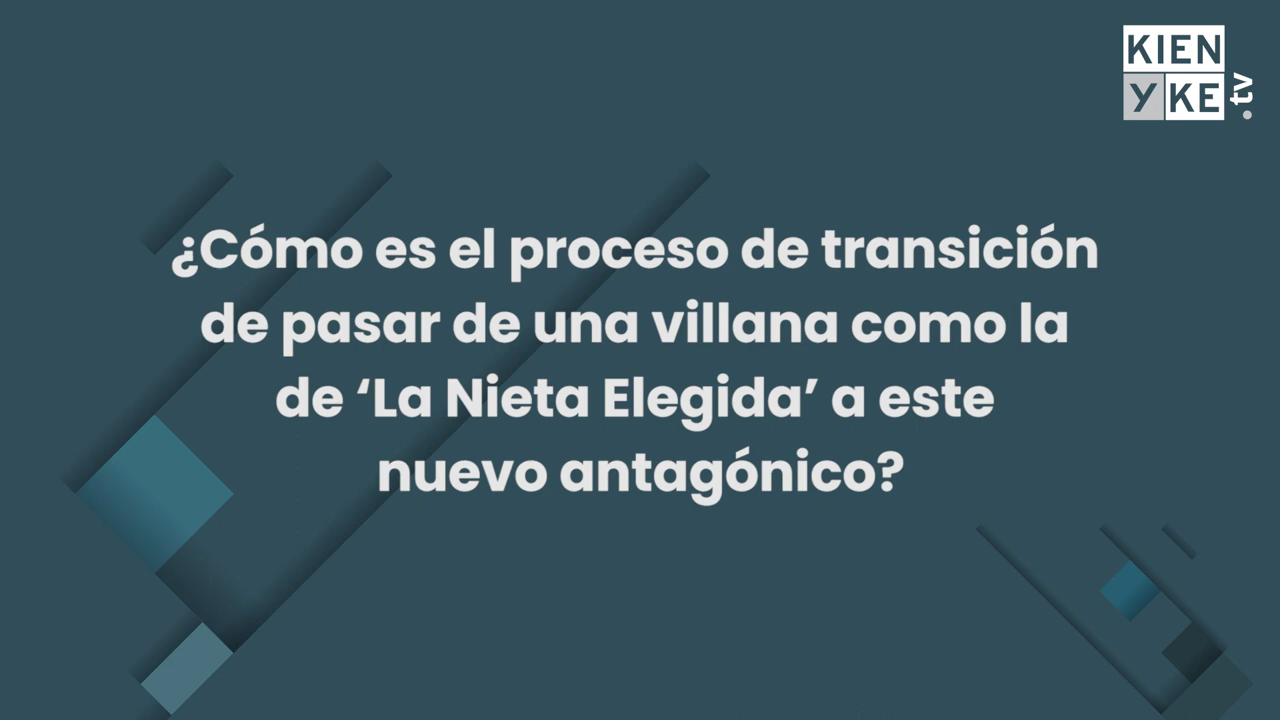 KIEN
Y KE .tv
¿Cómo es el proceso de transición
de pasar de una villana como la
de ‘La Nieta Elegida’ a este
nuevo antagónico?